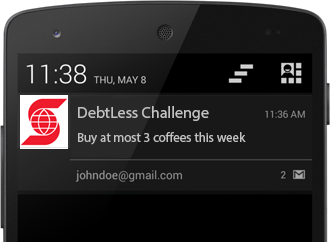 11:38 THU, MAY 8
DebtLess Challenge 11:36 AM
Buy at most 3 coffees this week
johndoe@gmail.com 2